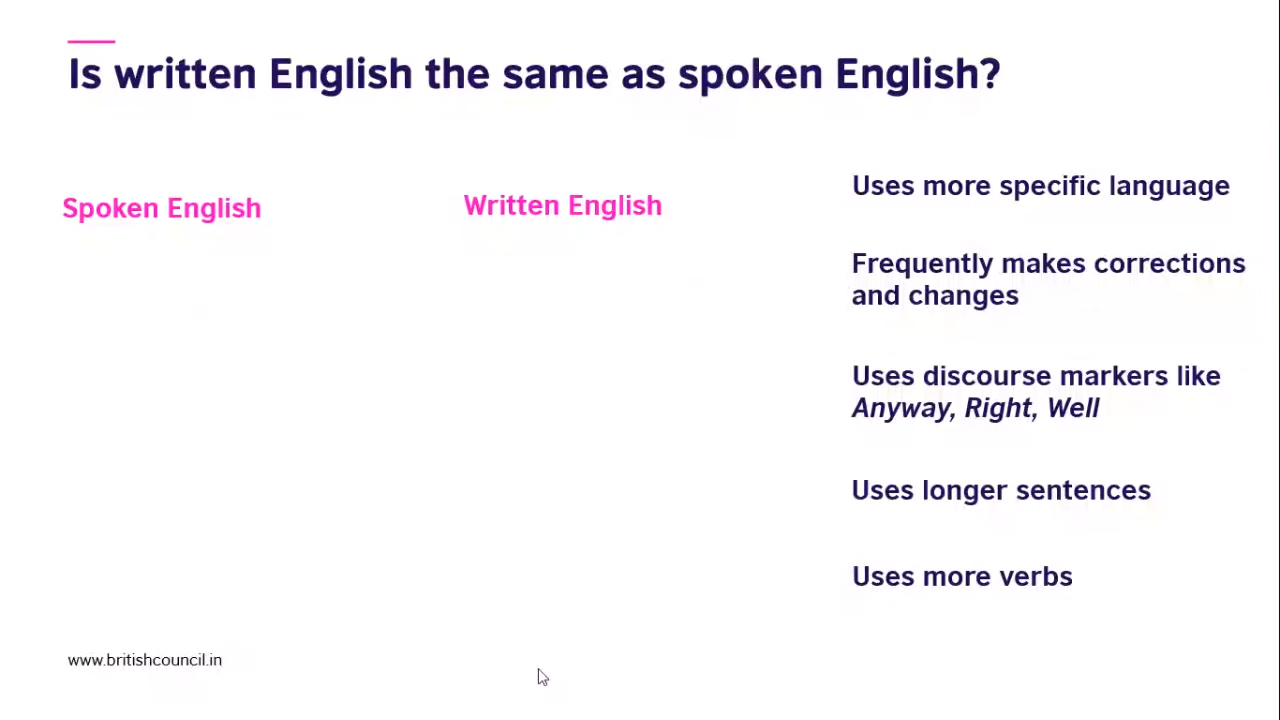 Is written English the same as spoken English?
Spoken English
Written English
Uses more specific language
Frequently makes corrections
and changes
Uses discourse markers like
Anyway, Right, Well
Uses longer sentences
Uses more verbs
www.britishcouncil.in